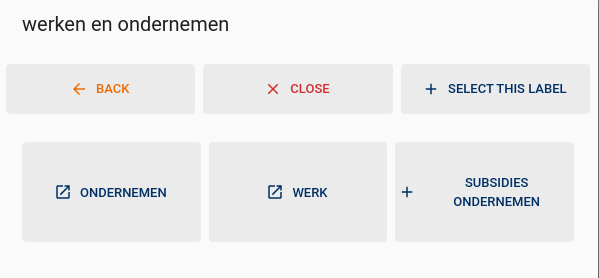 werken en ondernemen
BACK
CLOSE
SELECT THIS LABEL
ONDERNEMEN
WERK
SUBSIDIES
ONDERNEMEN